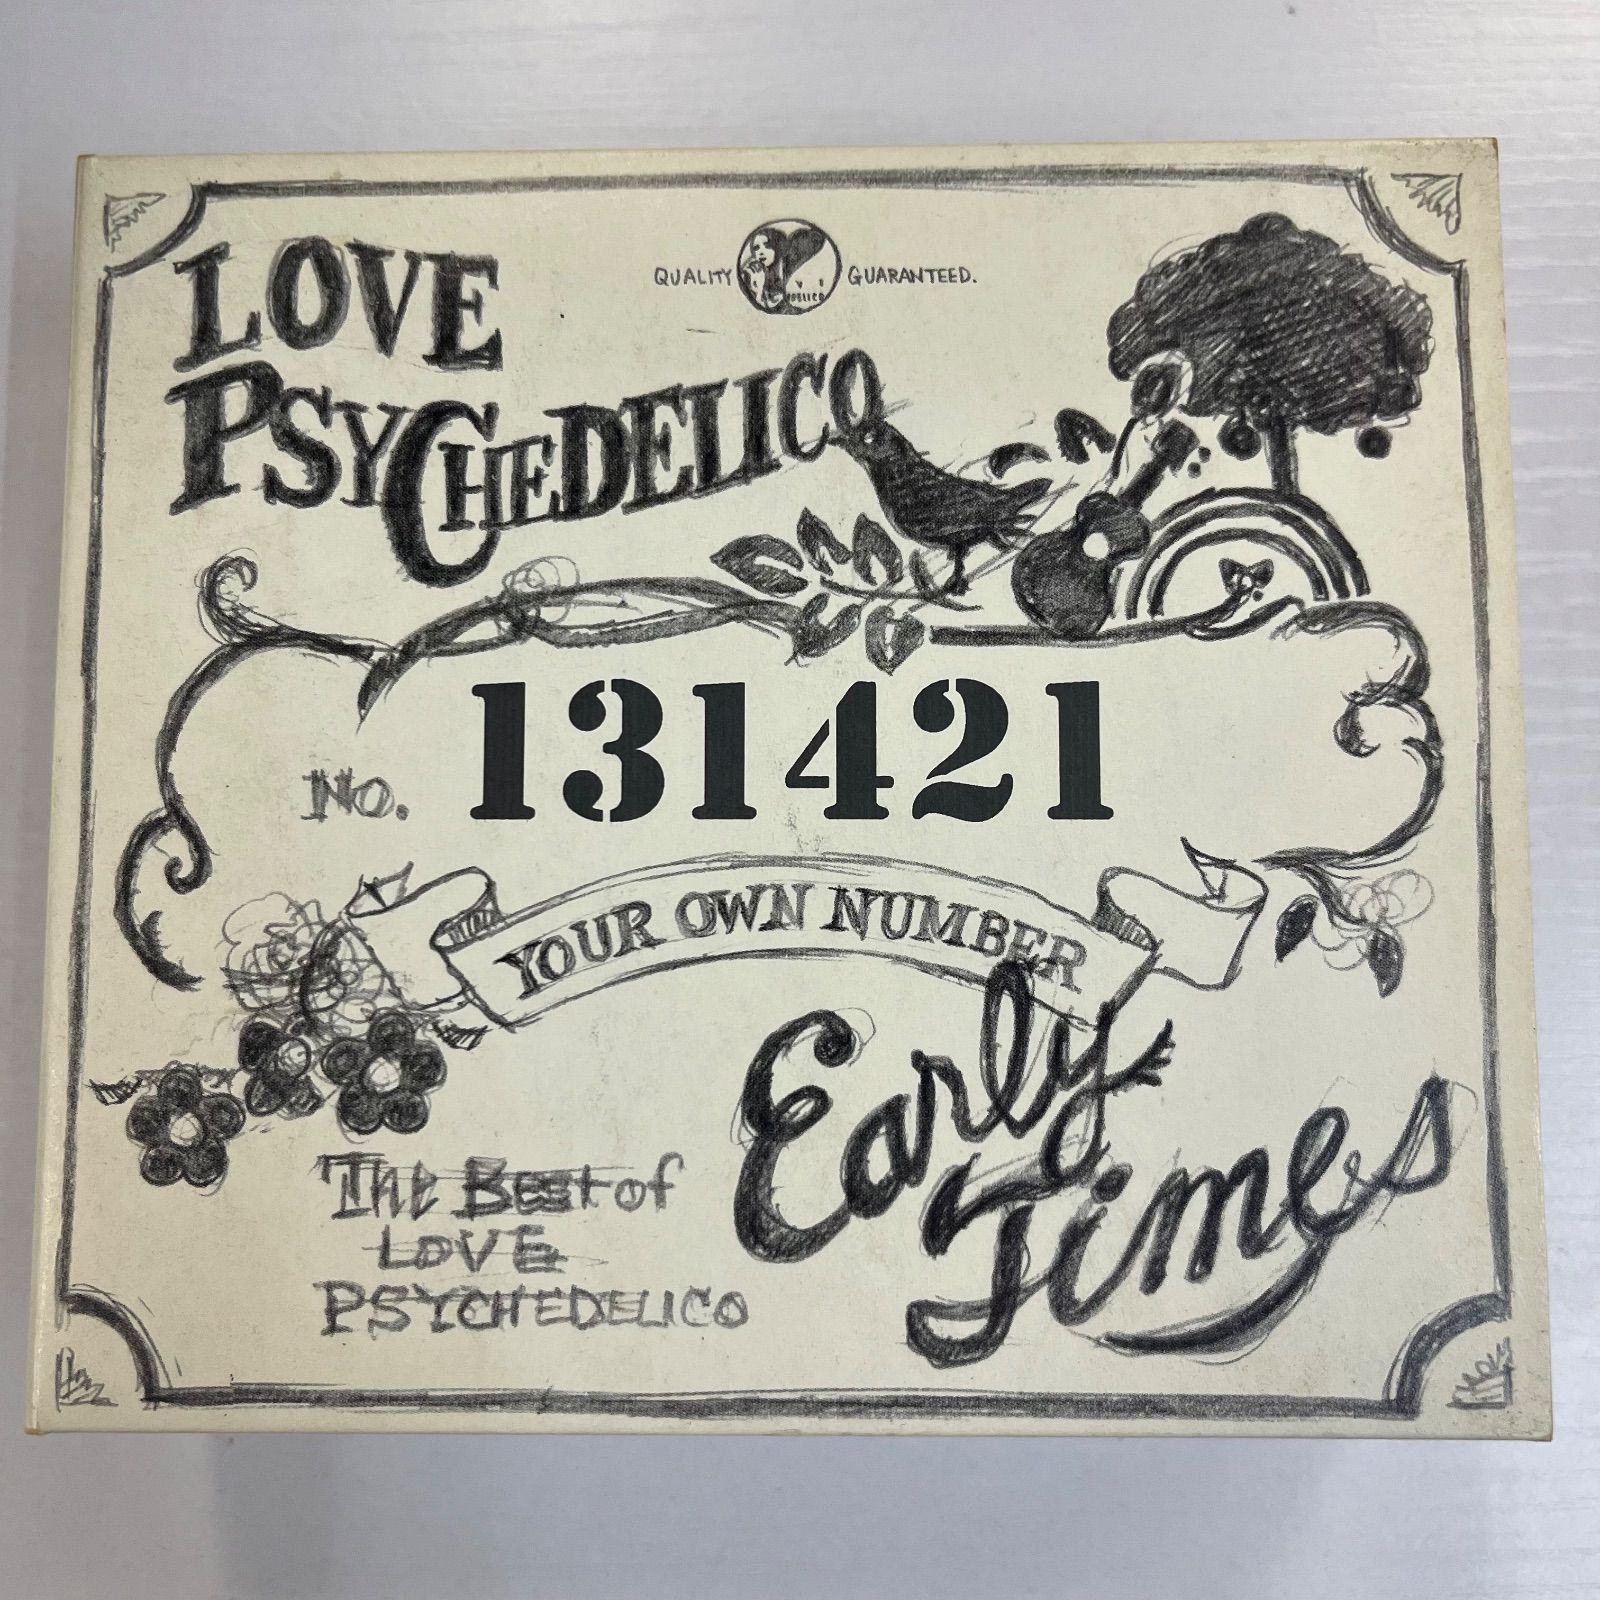 QUALITY GUARANTEED.
LOVE
PSYCHEDELICO
No. 131421
YOUR OWN NUMBER
Early
Times
The Best of
LOVE
PSYCHEDELICO